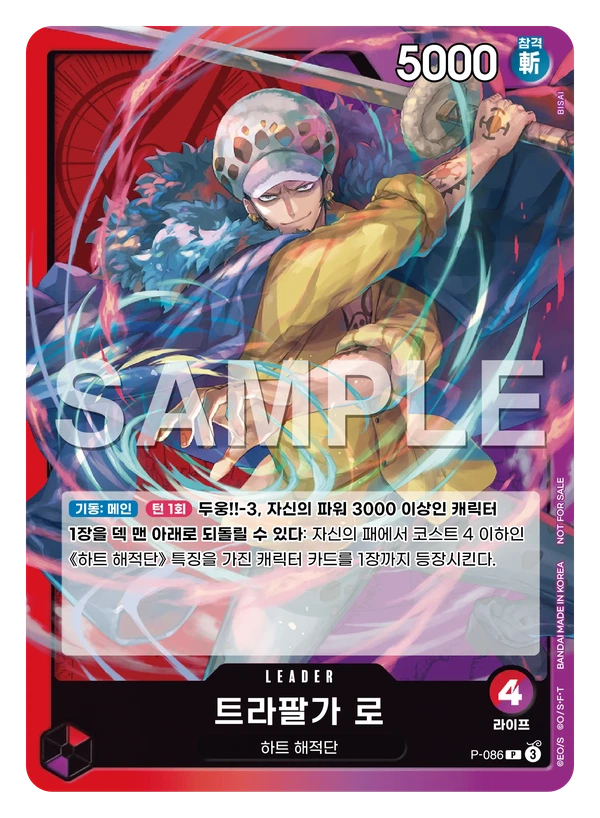 5000
참격
斬
BISAI
SAMPLE
기동: 메인 턴 1회 두웅!!-3, 자신의 파워 3000 이상인 캐릭터
1장을 덱 맨 아래로 되돌릴 수 있다: 자신의 패에서 코스트 4 이하인
《하트 해적단》 특징을 가진 캐릭터 카드를 1장까지 등장시킨다.
LEADER
트라팔가 로
하트 해적단
4
라이프
P-086 P 3
©EO/S ©O/S·F·T BANDAI MADE IN KOREA NOT FOR SALE